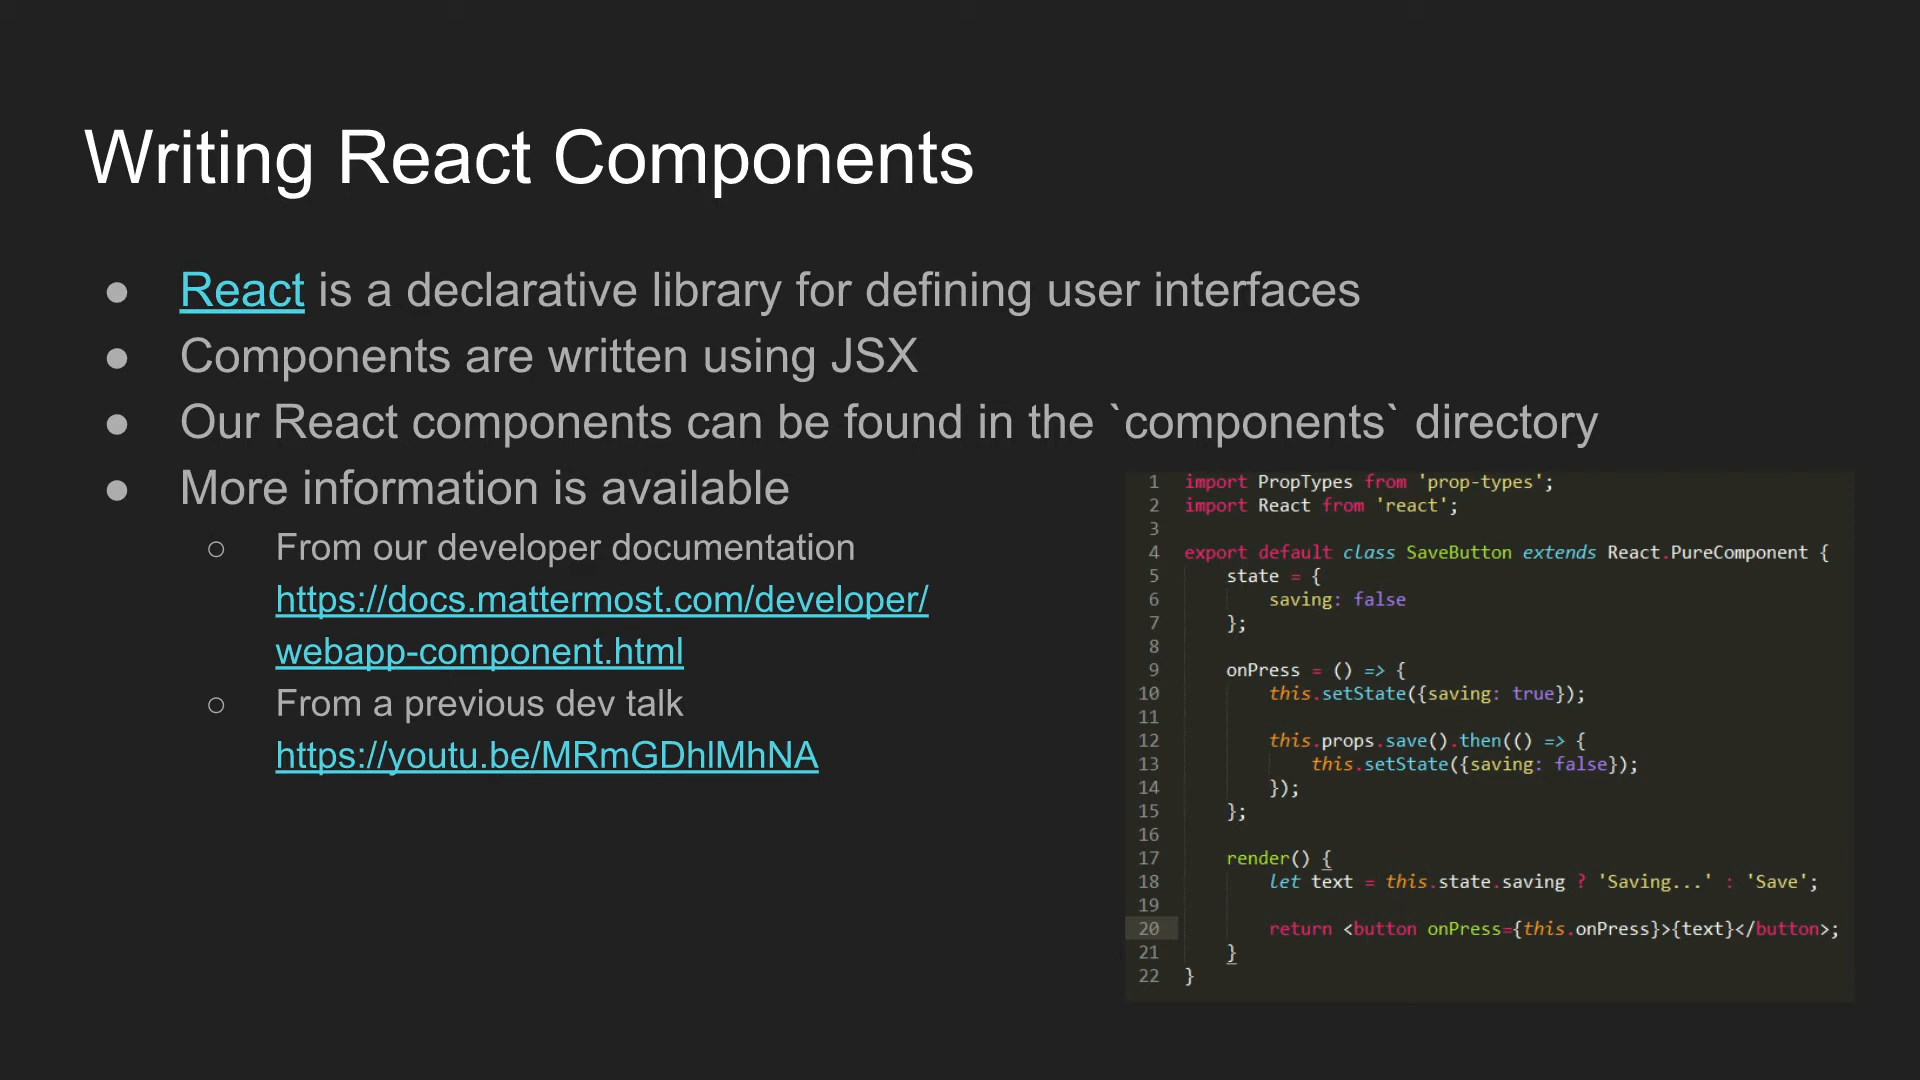 Writing React Components
● React is a declarative library for defining user interfaces
● Components are written using JSX
● Our React components can be found in the `components` directory
● More information is available
○ From our developer documentation
https://docs.mattermost.com/developer/
webapp-component.html
○ From a previous dev talk
https://youtu.be/MRmGDhlMhNA
1 import PropTypes from 'prop-types';
2 import React from 'react';
3
4 export default class SaveButton extends React.PureComponent {
5     state = {
6         saving: false
7     };
8
9     onPress = () => {
10         this.setState({saving: true});
11
12         this.props.save().then(() => {
13             this.setState({saving: false});
14         });
15     };
16
17     render() {
18         let text = this.state.saving ? 'Saving...' : 'Save';
19
20         return <button onPress={this.onPress}>{text}</button>;
21     }
22 }